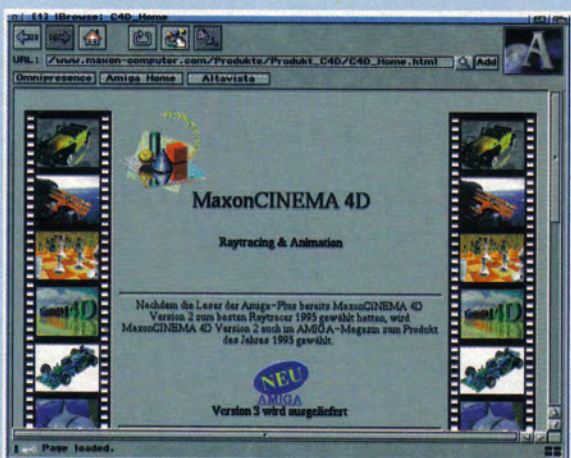 [1] IBrowse: C4D_Home
URL: /www.maxon-computer.com/Produkte/Produkt_C4D/C4D_Home.html
Add
A
Omnipresence
Amiga Home
Altavista
4D
MaxonCINEMA 4D
Raytracing & Animation
Nachdem die Leser der Amiga-Plus bereits MaxonCINEMA 4D
Version 2 zum besten Raytracer 1995 gewählt hatten, wird
MaxonCINEMA 4D Version 2 auch im AMIGA-Magazin zum Produkt
des Jahres 1995 gewählt.
NEU
AMIGA
Version 3 wird ausgeliefert
Page loaded.